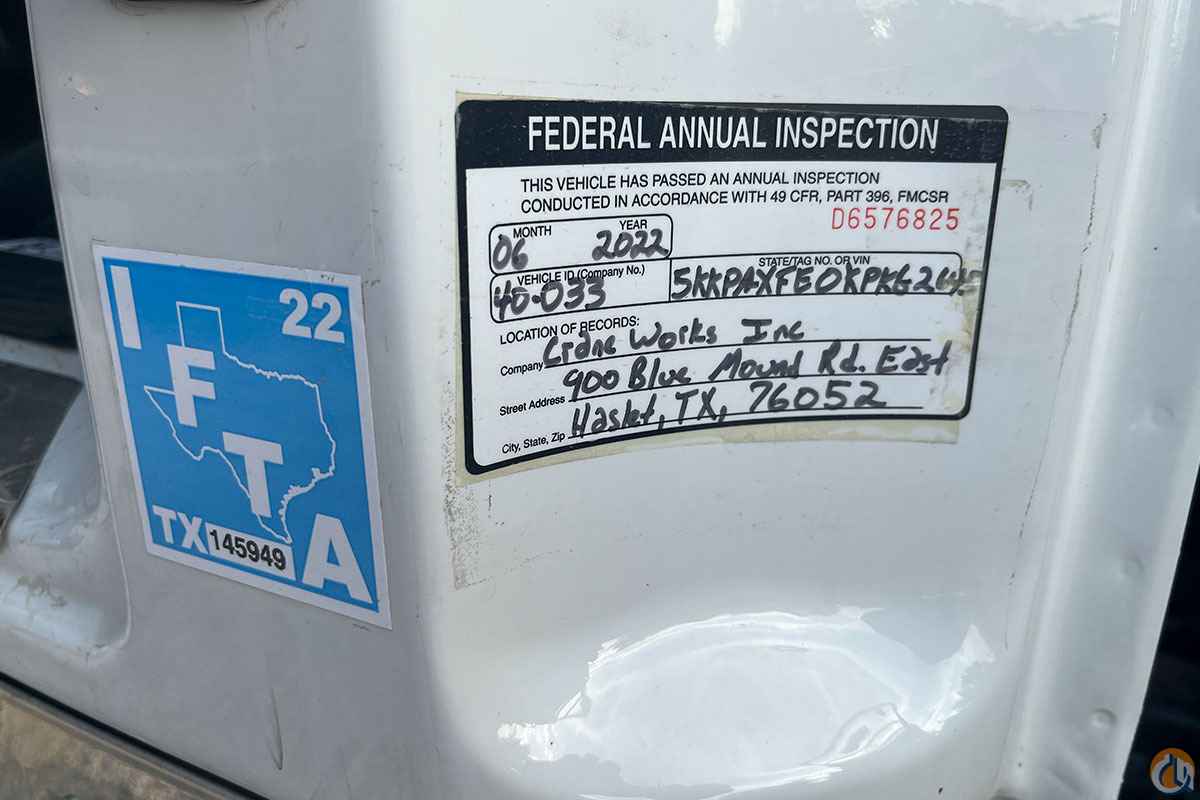 I
22
F
T
TX 145949
A
FEDERAL ANNUAL INSPECTION
THIS VEHICLE HAS PASSED AN ANNUAL INSPECTION
CONDUCTED IN ACCORDANCE WITH 49 CFR, PART 396, FMCSR
D6576825
MONTH YEAR
06 2022
VEHICLE ID (Company No.) STATE/TAG NO. OR VIN
40-033
LOCATION OF RECORDS:
Company Crane Works Inc
Street Address 900 Blue Mound Rd. East
City, State, Zip Haslet, TX, 76052